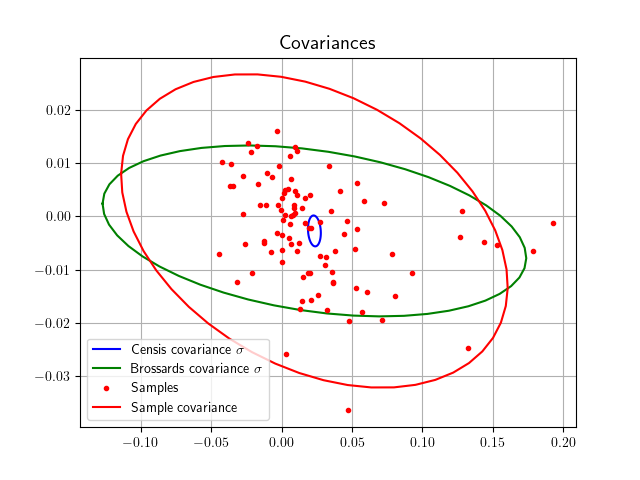 Covariances
0.02
0.01
0.00
−0.01
−0.02
−0.03
Censis covariance σ
Brossards covariance σ
Samples
Sample covariance
−0.10 −0.05 0.00 0.05 0.10 0.15 0.20